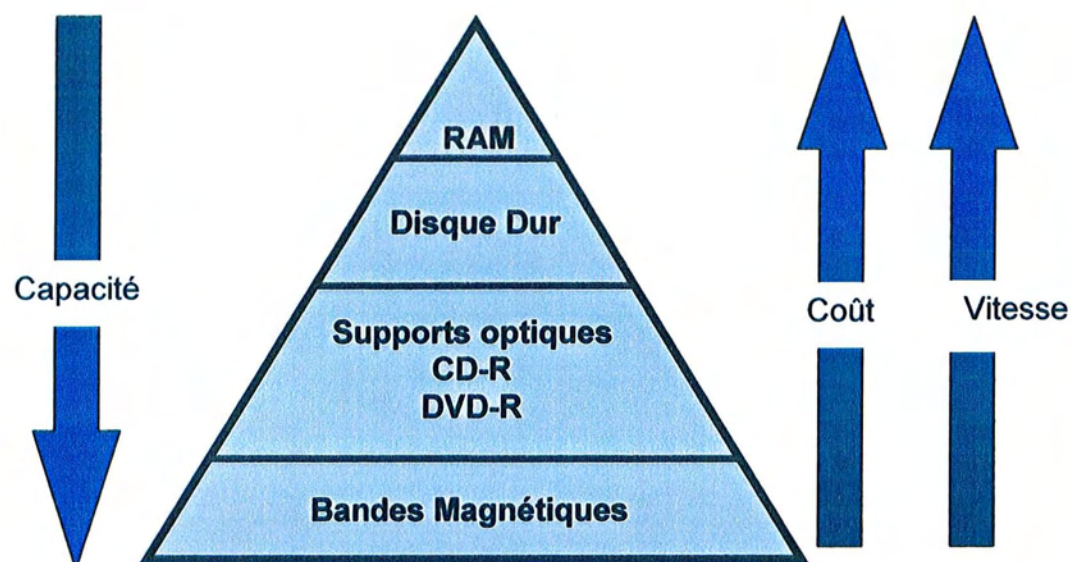 RAM
Disque Dur
Capacité
Supports optiques
CD-R
DVD-R
Coût
Vitesse
Bandes Magnétiques